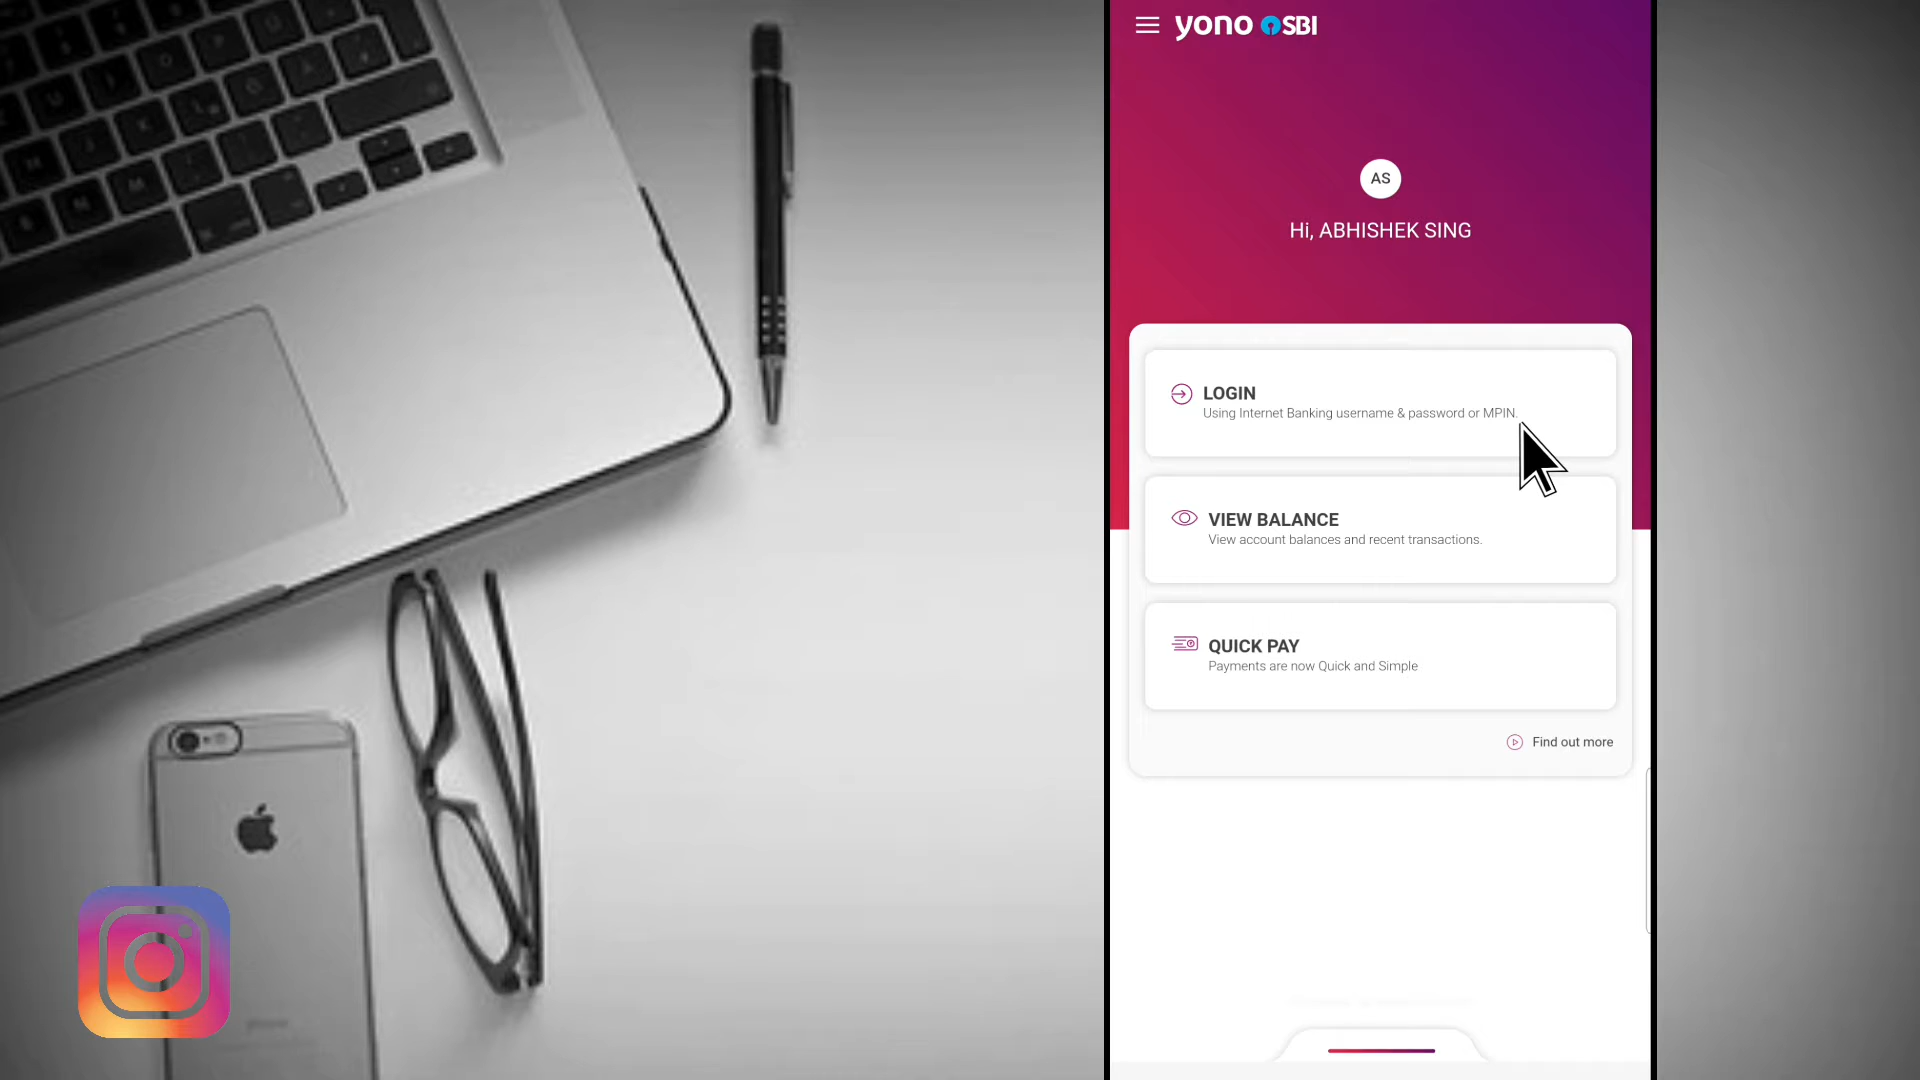 yono SBI
AS
Hi, ABHISHEK SING
LOGIN
Using Internet Banking username & password or MPIN.
VIEW BALANCE
View account balances and recent transactions.
QUICK PAY
Payments are now Quick and Simple
Find out more